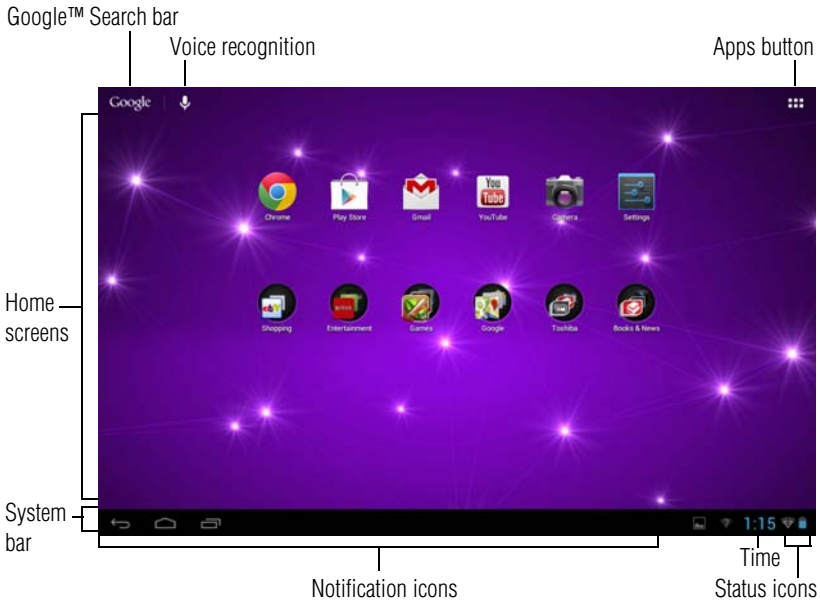 Google™ Search bar
Voice recognition
Apps button
Google
Chrome
Play Store
Gmail
You
Tube
YouTube
Camera
Settings
Home
screens
ebY
Shopping
Entertainment
Games
Google
Toshiba
Books & News
System
bar
1:15
Time
Notification icons
Status icons